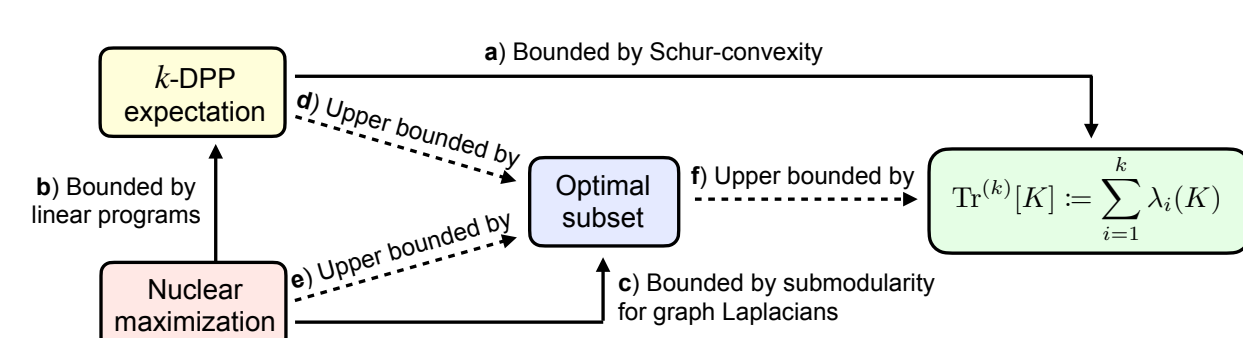 a) Bounded by Schur-convexity
k-DPP
expectation
d) Upper bounded by
b) Bounded by
linear programs
Optimal
subset
f) Upper bounded by
Tr^{(k)}[K] := \sum_{i=1}^{k} λ_i(K)
e) Upper bounded by
Nuclear
maximization
c) Bounded by submodularity
for graph Laplacians